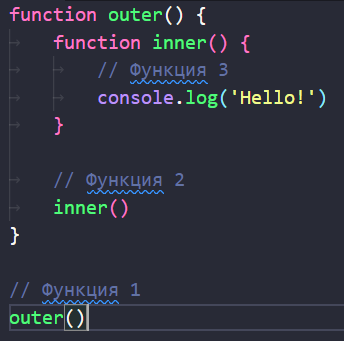 function outer() {
function inner() {
// Функция 3
console.log('Hello!')
}
// Функция 2
inner()
}
// Функция 1
outer()